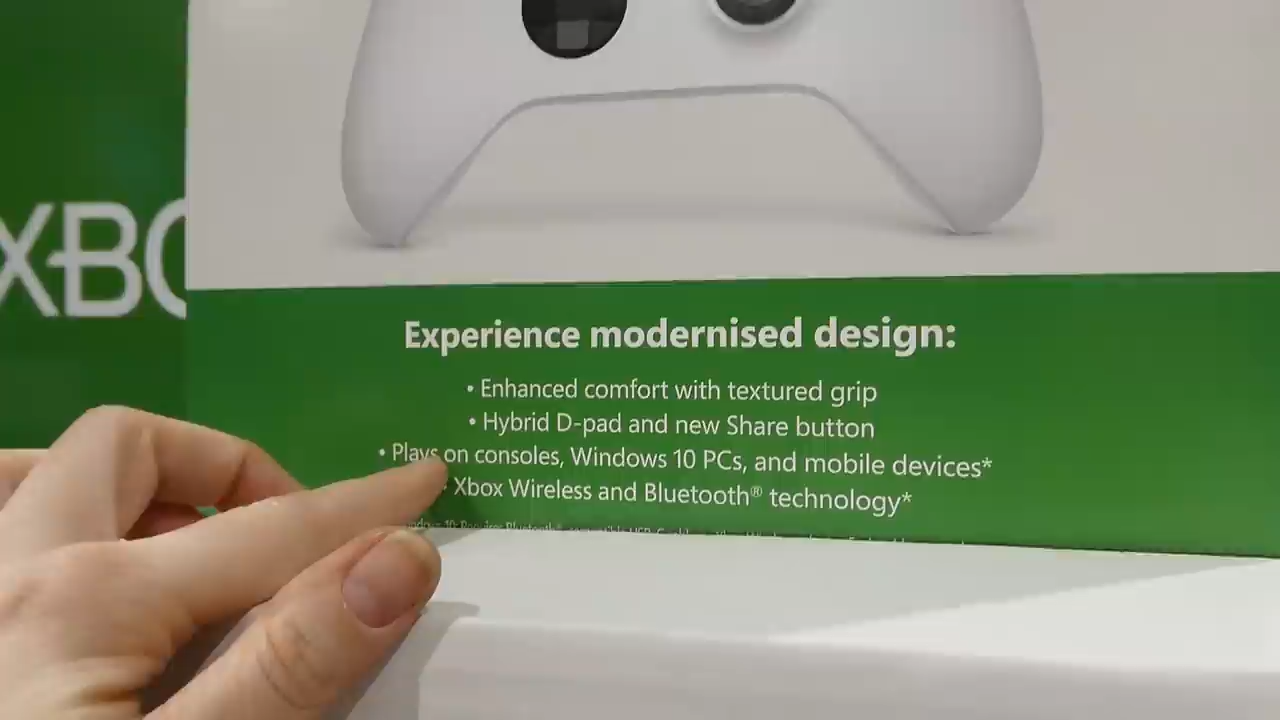 XBO
Experience modernised design:
• Enhanced comfort with textured grip
• Hybrid D-pad and new Share button
• Plays on consoles, Windows 10 PCs, and mobile devices*
• Xbox Wireless and Bluetooth® technology*